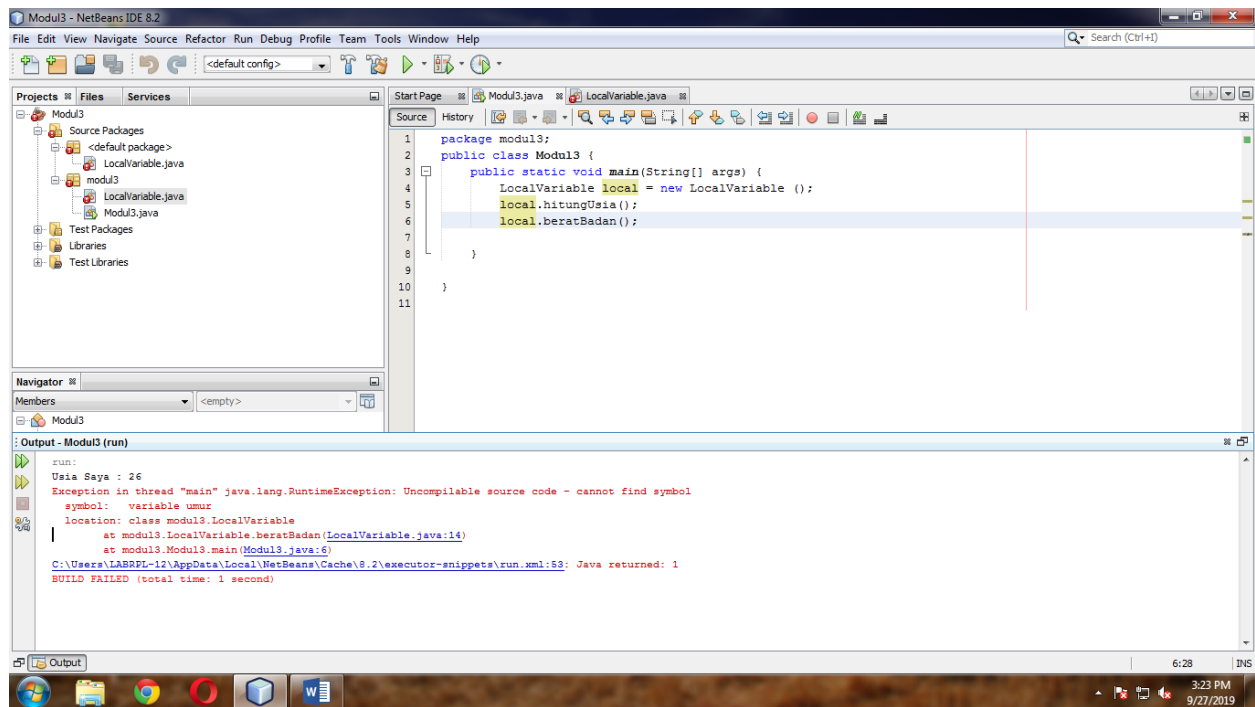 Modul3 - NetBeans IDE 8.2
File Edit View Navigate Source Refactor Run Debug Profile Team Tools Window Help
Search (Ctrl+I)
<default config>
Projects Files Services
Modul3
Source Packages
<default package>
LocalVariable.java
modul3
LocalVariable.java
Modul3.java
Test Packages
Libraries
Test Libraries
Start Page Modul3.java LocalVariable.java
Source History
1 package modul3;
2 public class Modul3 {
3 public static void main(String[] args) {
4 LocalVariable local = new LocalVariable ();
5 local.hitungUsia();
6 local.beratBadan();
7
8 }
9
10 }
11
Navigator
Members <empty>
Modul3
Output - Modul3 (run)
run:
Usia Saya : 26
Exception in thread "main" java.lang.RuntimeException: Uncompilable source code - cannot find symbol
symbol: variable umur
location: class modul3.LocalVariable
at modul3.LocalVariable.beratBadan(LocalVariable.java:14)
at modul3.Modul3.main(Modul3.java:6)
C:\Users\LABRPL-12\AppData\Local\NetBeans\Cache\8.2\executor-snippets\run.xml:53: Java returned: 1
BUILD FAILED (total time: 1 second)
Output
6:28 INS
3:23 PM
9/27/2019